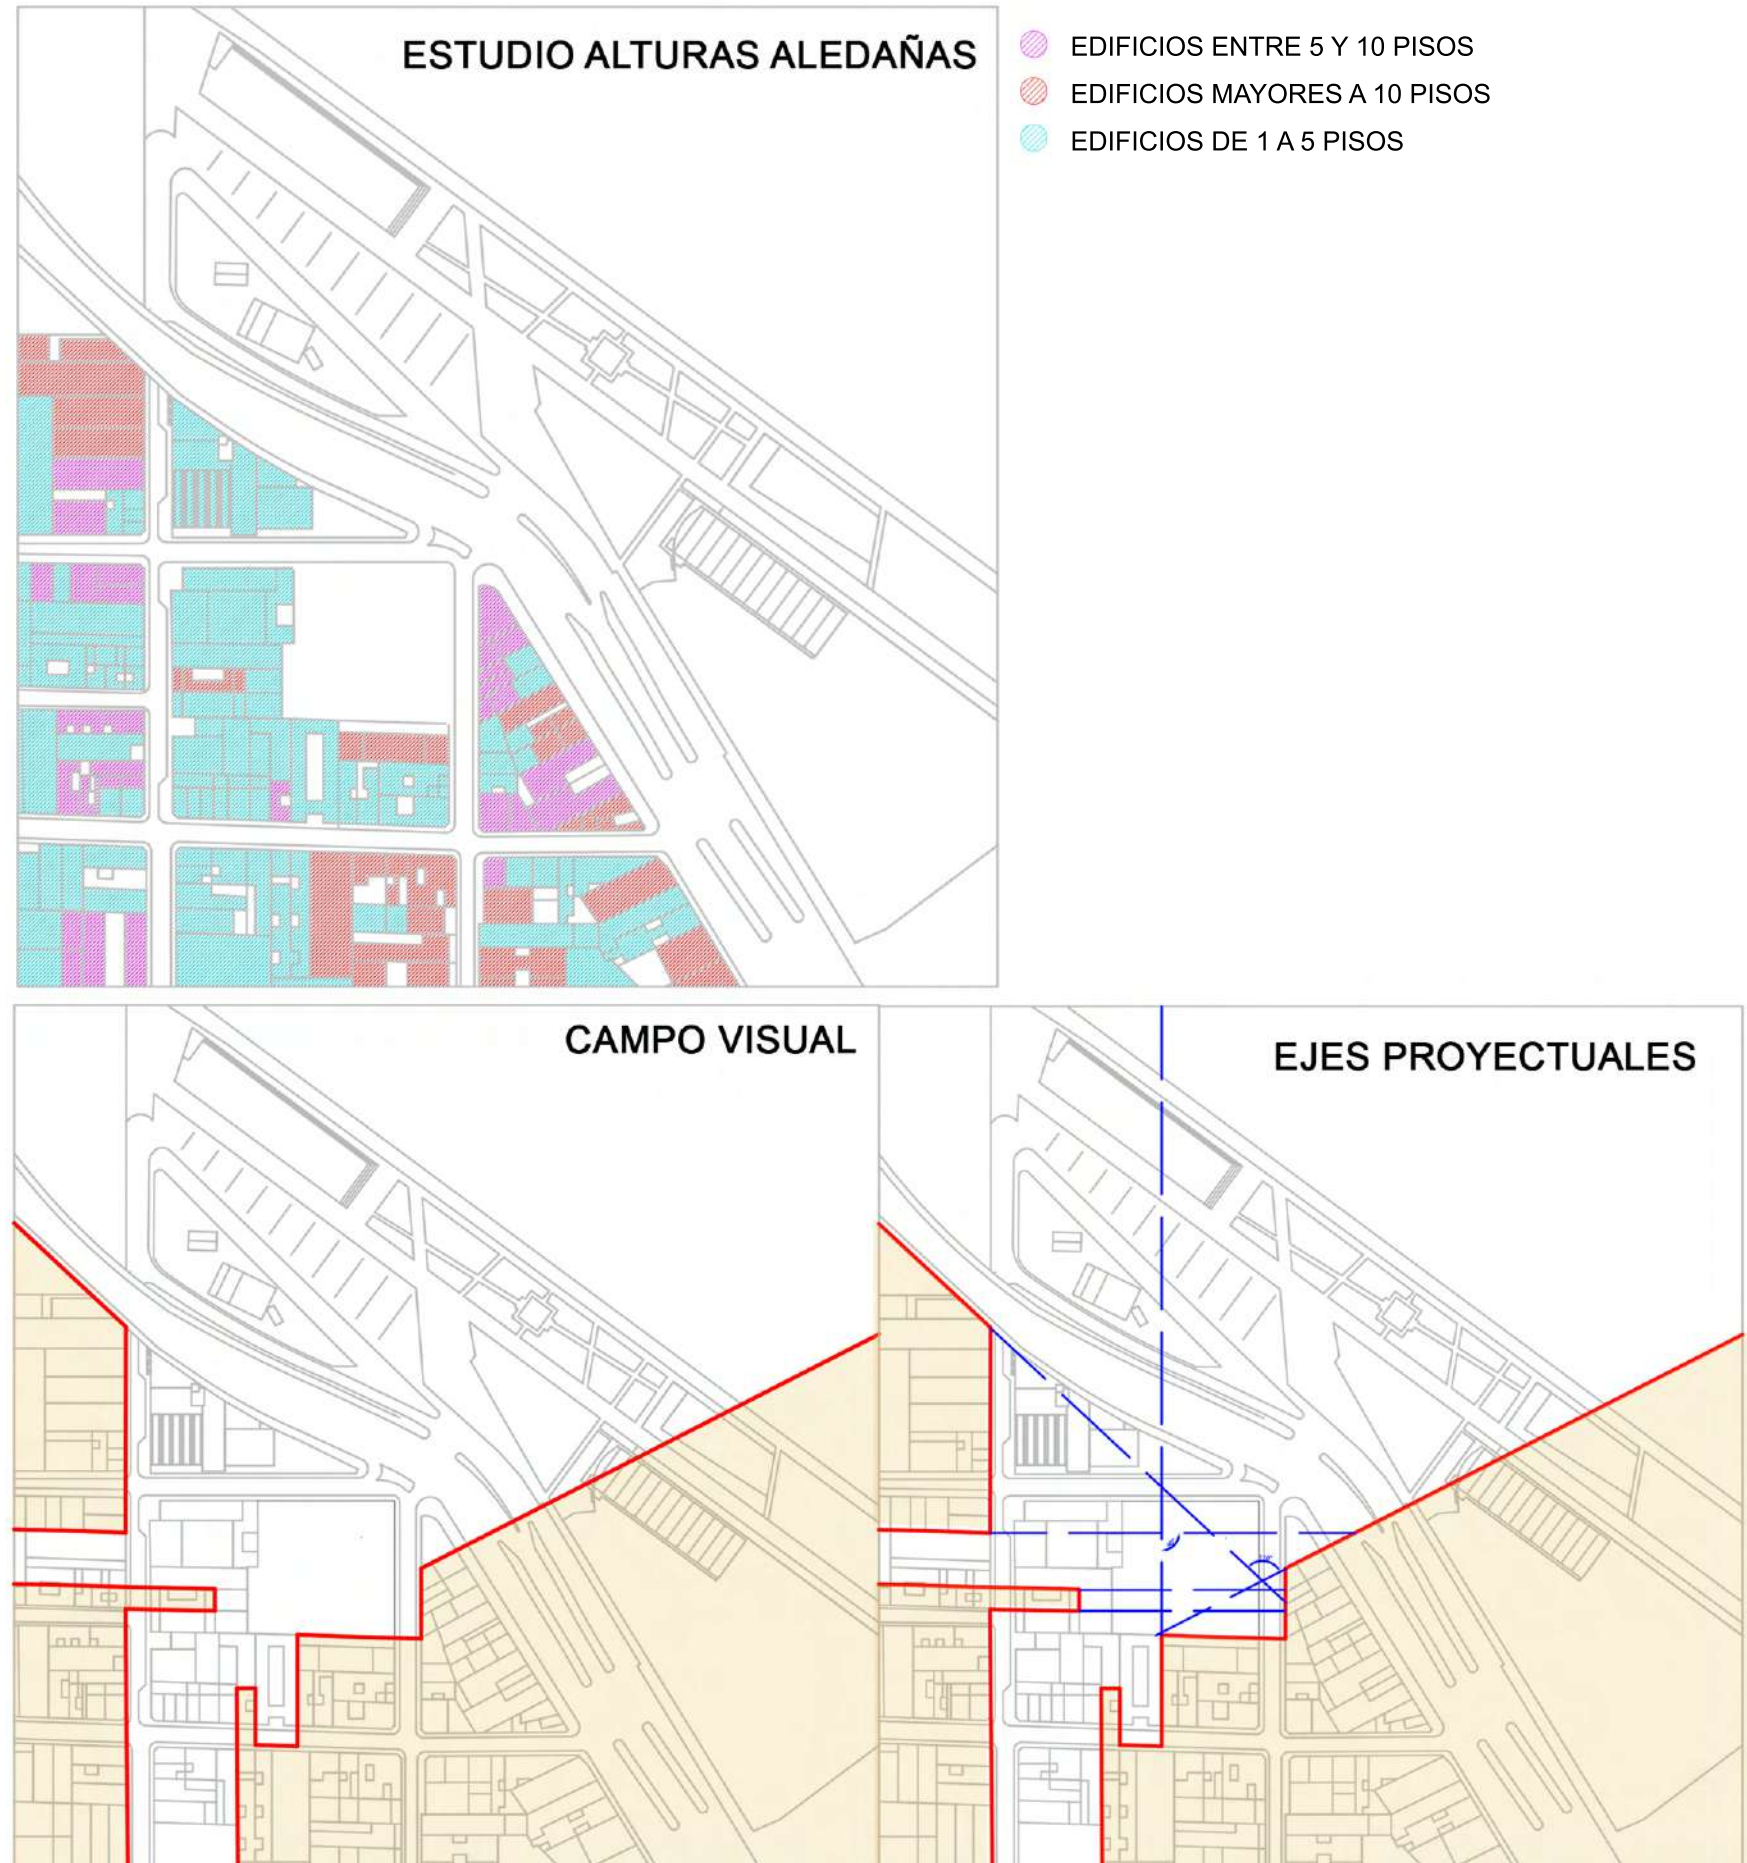 ESTUDIO ALTURAS ALEDAÑAS
EDIFICIOS ENTRE 5 Y 10 PISOS
EDIFICIOS MAYORES A 10 PISOS
EDIFICIOS DE 1 A 5 PISOS
CAMPO VISUAL
EJES PROYECTUALES